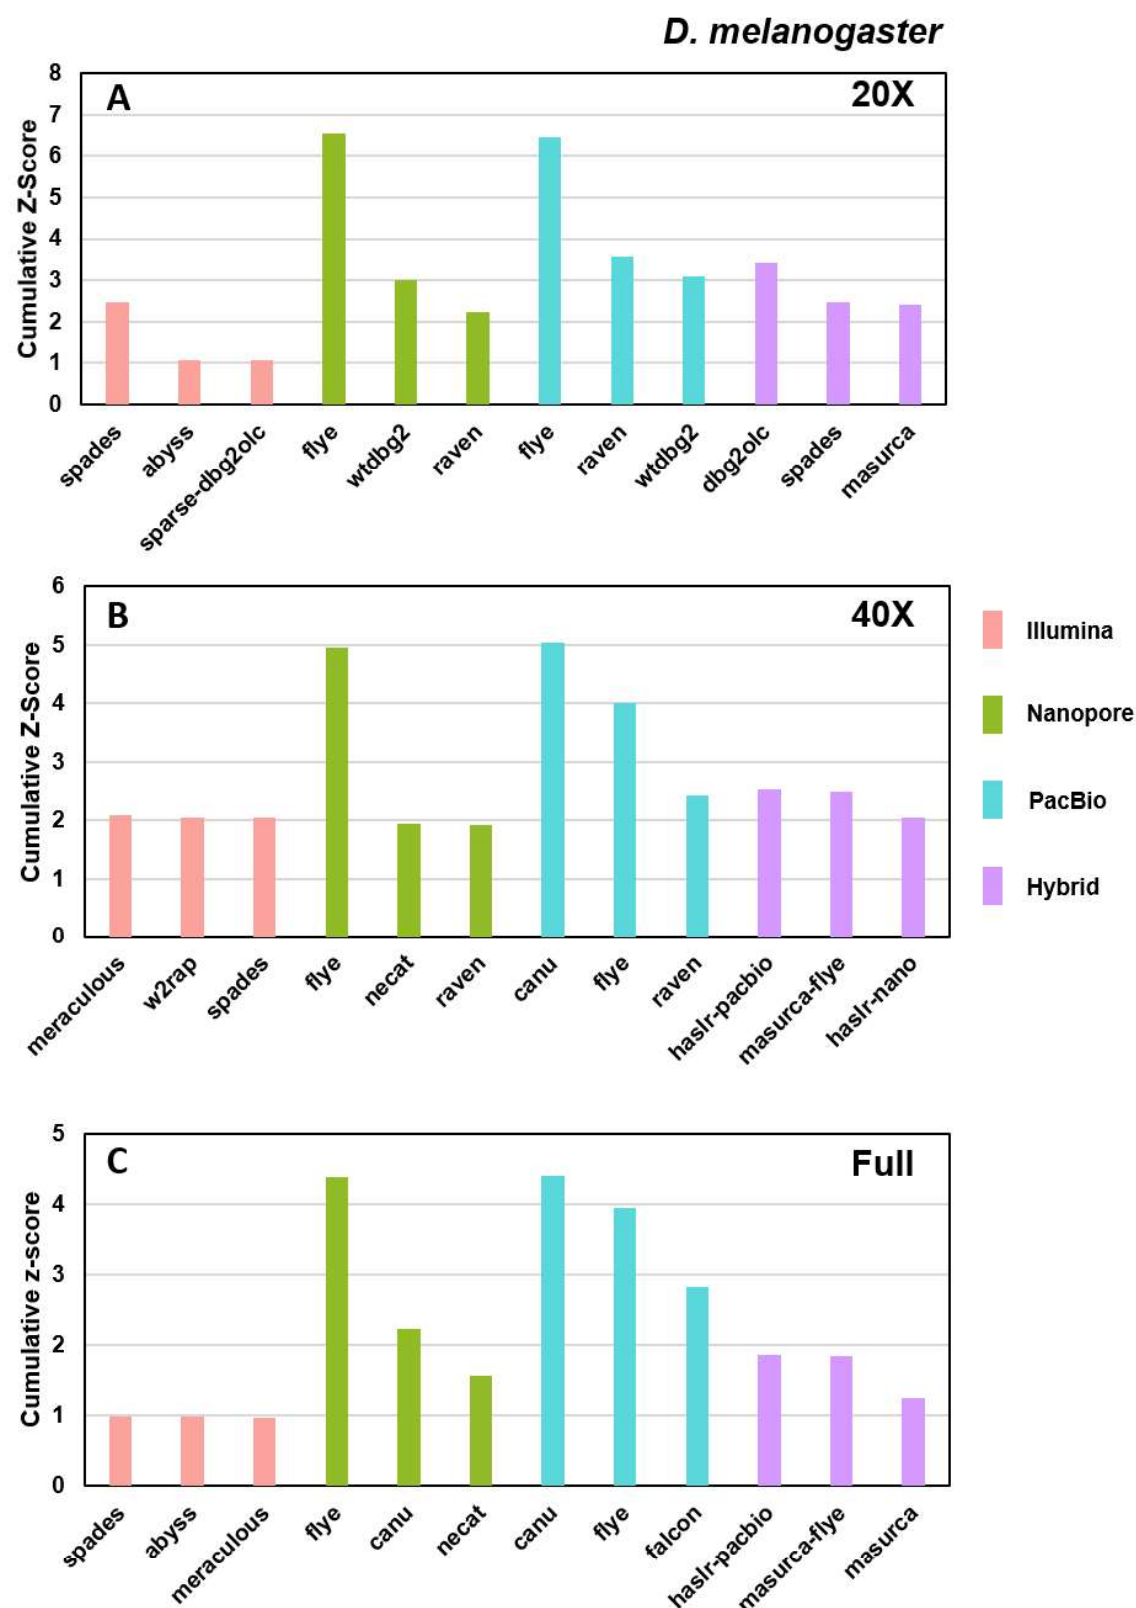 D. melanogaster
A
20X
Cumulative Z-Score
8
7
6
5
4
3
2
1
0
spades
abyss
sparse-dbg2olc
flye
wtdbg2
raven
flye
raven
wtdbg2
dbg2olc
spades
masurca
B
40X
Cumulative Z-Score
6
5
4
3
2
1
0
meraculous
w2rap
spades
flye
necat
raven
canu
flye
raven
haslr-pacbio
masurca-flye
haslr-nano
Illumina
Nanopore
PacBio
Hybrid
C
Full
Cumulative z-score
5
4
3
2
1
0
spades
abyss
meraculous
flye
canu
necat
canu
flye
falcon
haslr-pacbio
masurca-flye
masurca